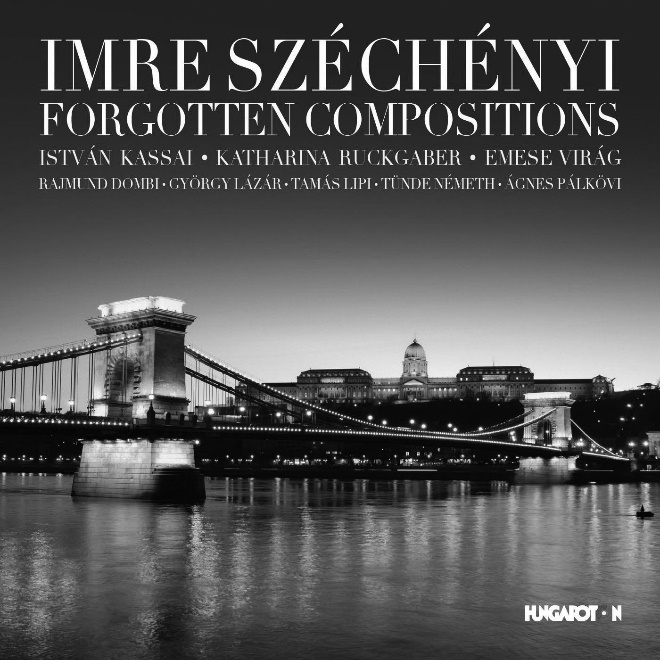 IMRE SZÉCHÉNYI
FORGOTTEN COMPOSITIONS
ISTVÁN KASSAI • KATHARINA RUCKGABER • EMESE VIRÁG
RAJMUND DOMBI • GYÖRGY LÁZÁR • TAMÁS LIPI • TÜNDE NÉMETH • ÁGNES PÁLKÖVI
HUNGAROT • N